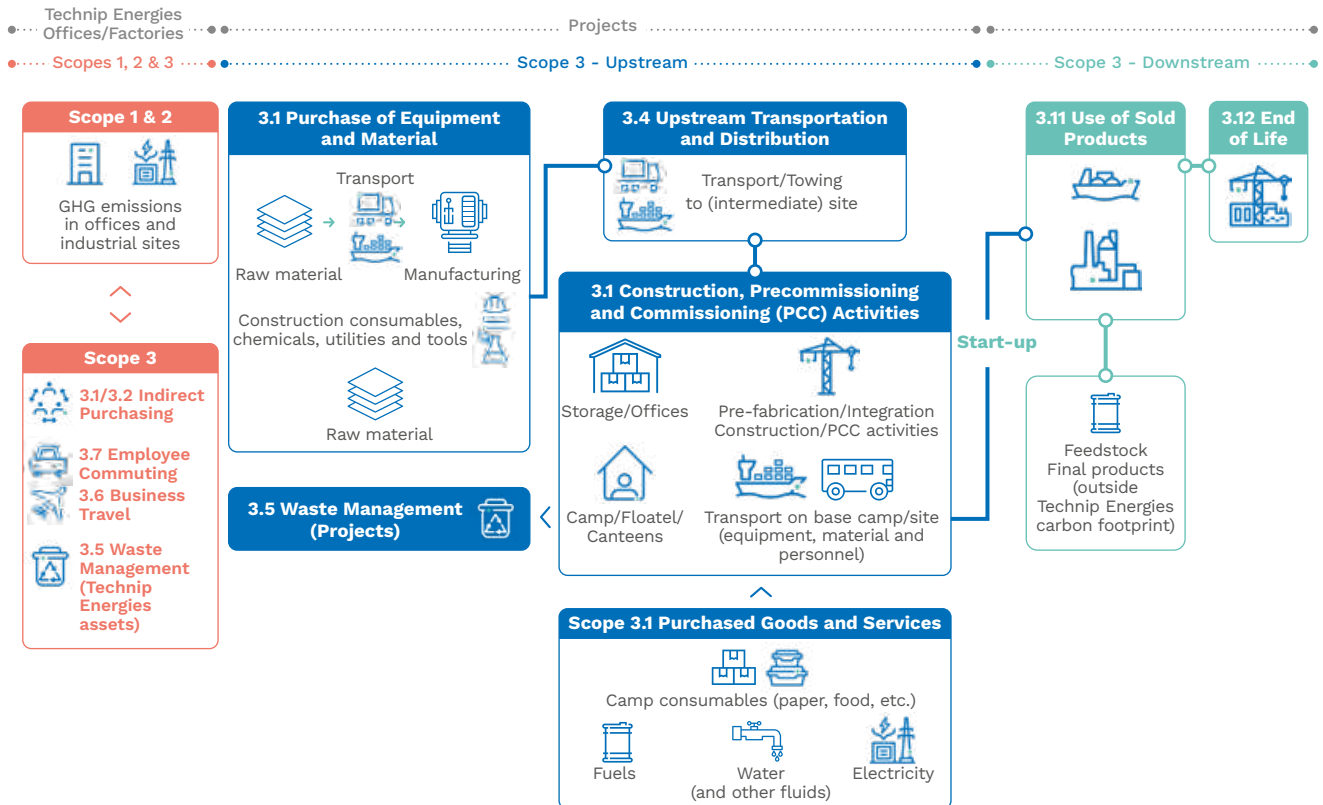 Technip Energies
Offices/Factories
Projects
Scopes 1, 2 & 3
Scope 3 - Upstream
Scope 3 - Downstream
Scope 1 & 2
GHG emissions
in offices and
industrial sites
Scope 3
3.1/3.2 Indirect
Purchasing
3.7 Employee
Commuting
3.6 Business
Travel
3.5 Waste
Management
(Technip
Energies
assets)
3.1 Purchase of Equipment
and Material
Transport
Raw material
Manufacturing
Construction consumables,
chemicals, utilities and tools
Raw material
3.5 Waste Management
(Projects)
3.4 Upstream Transportation
and Distribution
Transport/Towing
to (intermediate) site
3.1 Construction, Precommissioning
and Commissioning (PCC) Activities
Storage/Offices
Pre-fabrication/Integration
Construction/PCC activities
Camp/Floatel/
Canteens
Transport on base camp/site
(equipment, material and
personnel)
Scope 3.1 Purchased Goods and Services
Camp consumables (paper, food, etc.)
Fuels
Water
(and other fluids)
Electricity
Start-up
3.11 Use of Sold
Products
3.12 End
of Life
Feedstock
Final products
(outside
Technip Energies
carbon footprint)